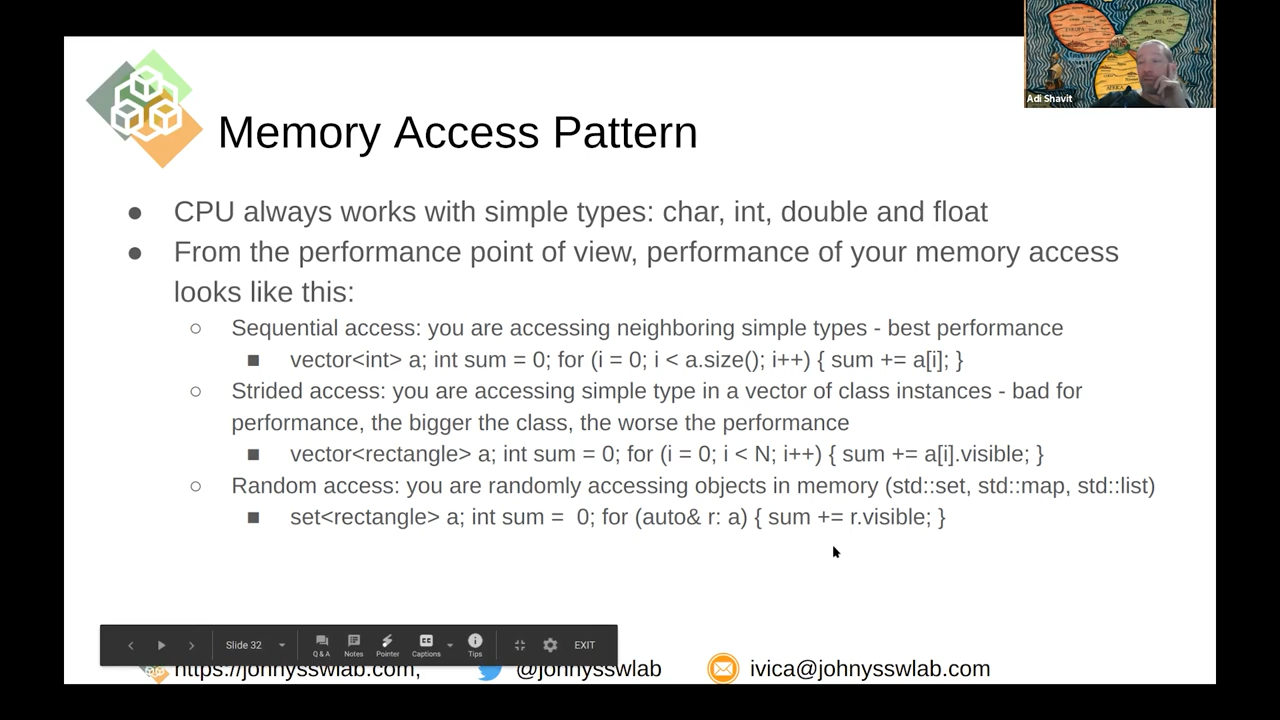 EVROPA
ASIA
AFRICA
Adi Shavit
Memory Access Pattern
● CPU always works with simple types: char, int, double and float
● From the performance point of view, performance of your memory access
looks like this:
○ Sequential access: you are accessing neighboring simple types - best performance
■ vector<int> a; int sum = 0; for (i = 0; i < a.size(); i++) { sum += a[i]; }
○ Strided access: you are accessing simple type in a vector of class instances - bad for
performance, the bigger the class, the worse the performance
■ vector<rectangle> a; int sum = 0; for (i = 0; i < N; i++) { sum += a[i].visible; }
○ Random access: you are randomly accessing objects in memory (std::set, std::map, std::list)
■ set<rectangle> a; int sum =  0; for (auto& r: a) { sum += r.visible; }
Slide 32
Q & A
Notes
Pointer
CC
Captions
Tips
EXIT
https://johnysswlab.com,
@johnysswlab
ivica@johnysswlab.com